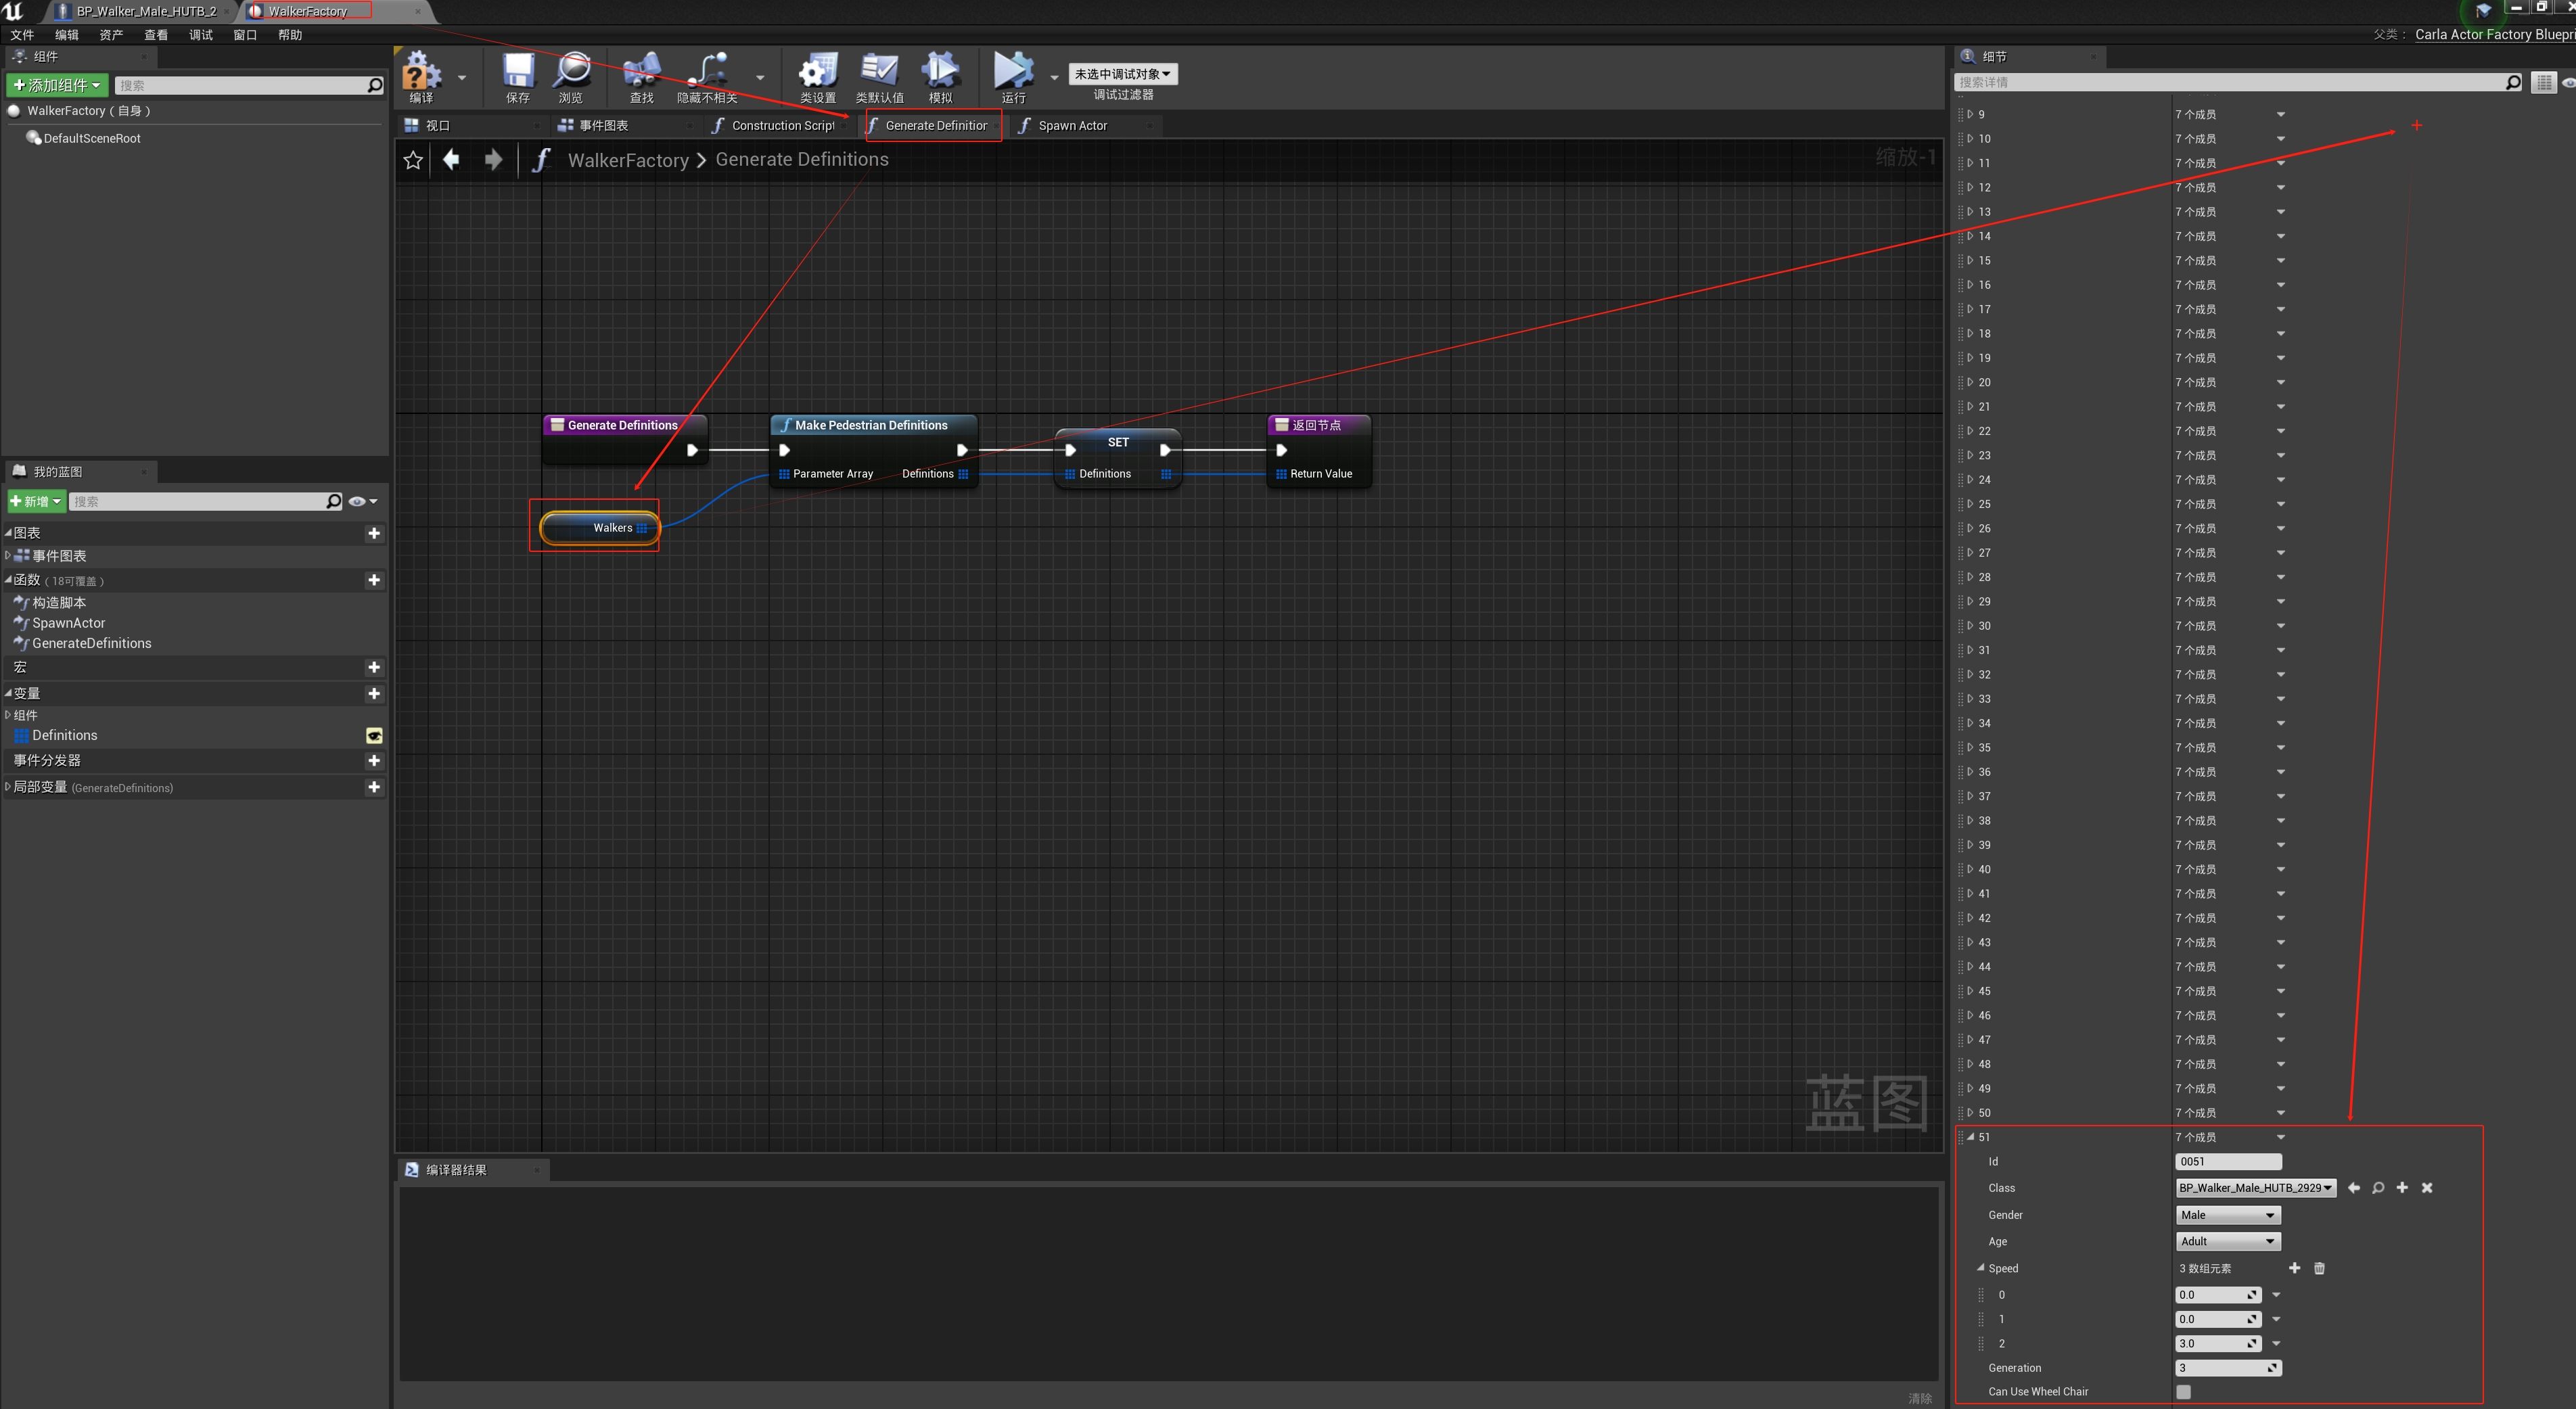 BP_Walker_Male_HUTB_2
WalkerFactory
文件 编辑 资产 查看 调试 窗口 帮助
父类：
组件
添加组件
搜索
WalkerFactory（自身）
DefaultSceneRoot
编译
保存
浏览
查找
隐藏不相关
类设置
类默认值
模拟
运行
未选中调试对象
调试过滤器
视口
事件图表
Construction Script
Generate Definition
Spawn Actor
WalkerFactory > Generate Definitions
缩放-1
Generate Definitions
Make Pedestrian Definitions
Parameter Array Definitions
SET
Definitions
返回节点
Return Value
Walkers
蓝图
我的蓝图
新增
搜索
图表
事件图表
函数（18可覆盖）
构造脚本
SpawnActor
GenerateDefinitions
宏
变量
组件
Definitions
事件分发器
局部变量 (GenerateDefinitions)
编译器结果
清除
Carla Actor Factory Bluepri
细节
搜索详情
9 7 个成员
10 7 个成员
11 7 个成员
12 7 个成员
13 7 个成员
14 7 个成员
15 7 个成员
16 7 个成员
17 7 个成员
18 7 个成员
19 7 个成员
20 7 个成员
21 7 个成员
22 7 个成员
23 7 个成员
24 7 个成员
25 7 个成员
26 7 个成员
27 7 个成员
28 7 个成员
29 7 个成员
30 7 个成员
31 7 个成员
32 7 个成员
33 7 个成员
34 7 个成员
35 7 个成员
36 7 个成员
37 7 个成员
38 7 个成员
39 7 个成员
40 7 个成员
41 7 个成员
42 7 个成员
43 7 个成员
44 7 个成员
45 7 个成员
46 7 个成员
47 7 个成员
48 7 个成员
49 7 个成员
50 7 个成员
51 7 个成员
Id 0051
Class BP_Walker_Male_HUTB_2929
Gender Male
Age Adult
Speed 3 数组元素
0 0.0
1 0.0
2 3.0
Generation 3
Can Use Wheel Chair